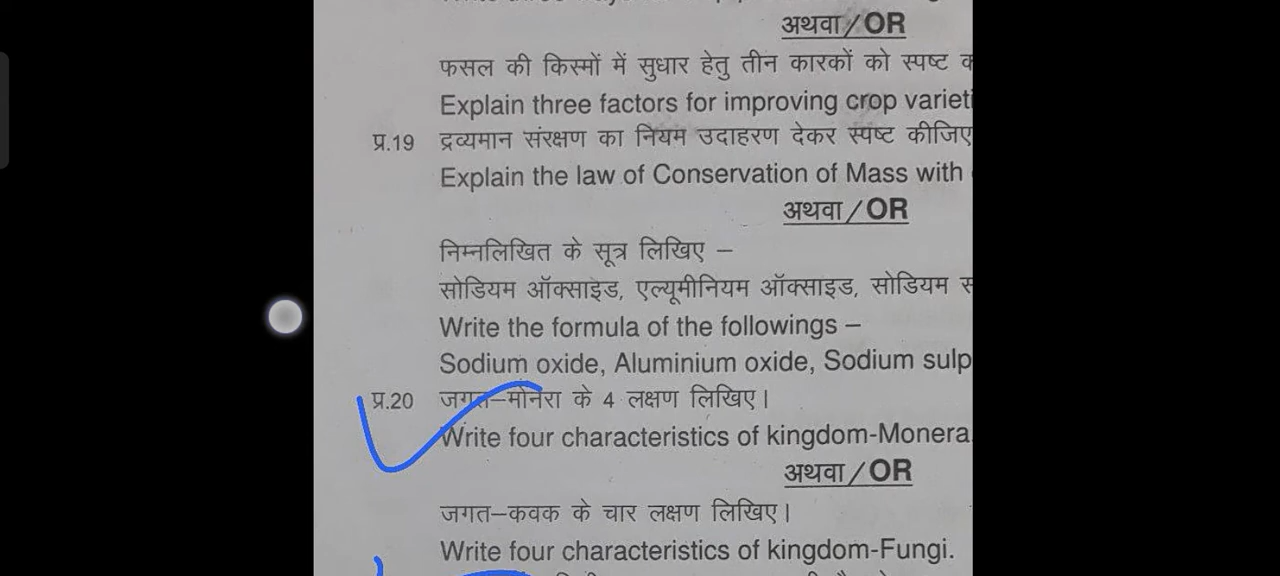 अथवा/OR
फसल की किस्मों में सुधार हेतु तीन कारकों को स्पष्ट
Explain three factors for improving crop varieti
प्र.19 द्रव्यमान संरक्षण का नियम उदाहरण देकर स्पष्ट कीजिए
Explain the law of Conservation of Mass with
अथवा/OR
निम्नलिखित के सूत्र लिखिए –
सोडियम ऑक्साइड, एल्यूमीनियम ऑक्साइड, सोडियम स
Write the formula of the followings –
Sodium oxide, Aluminium oxide, Sodium sulp
प्र.20 जगत–मोनेरा के 4 लक्षण लिखिए।
Write four characteristics of kingdom-Monera.
अथवा/OR
जगत–कवक के चार लक्षण लिखिए।
Write four characteristics of kingdom-Fungi.